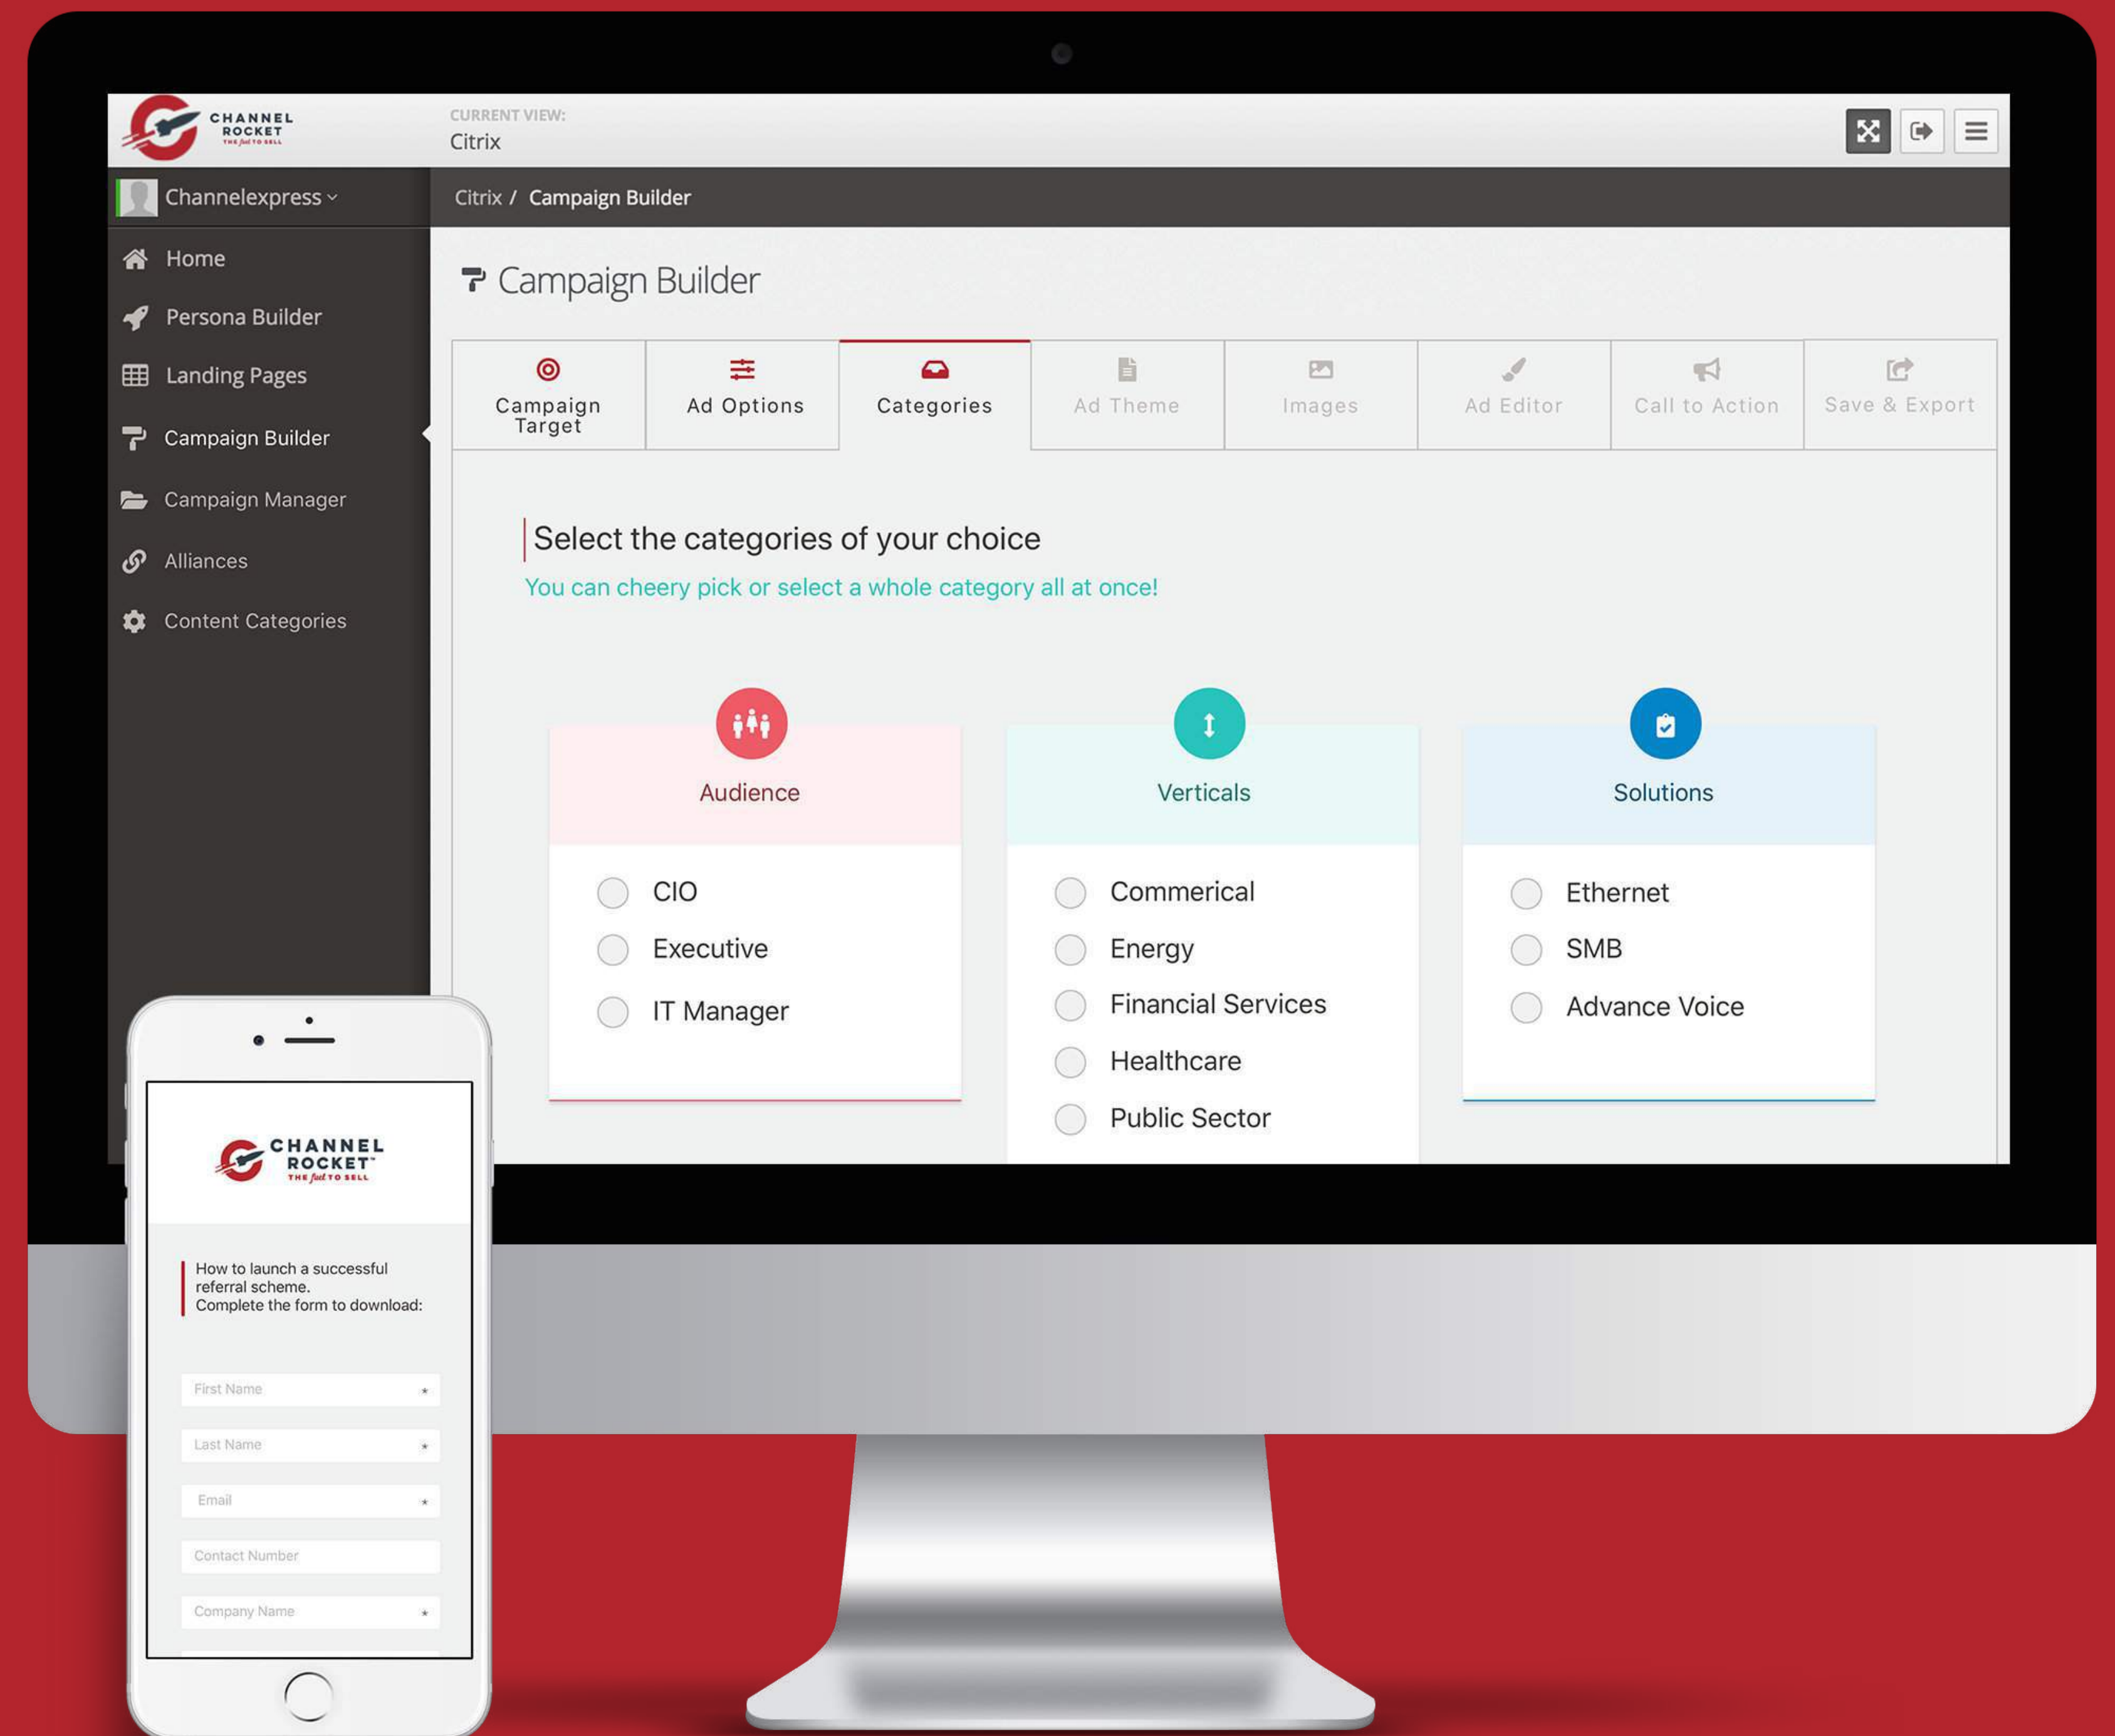 CHANNEL
ROCKET
THE fuel TO SELL
CURRENT VIEW:
Citrix
Channelexpress
Citrix / Campaign Builder
Home
Persona Builder
Landing Pages
Campaign Builder
Campaign Manager
Alliances
Content Categories
Campaign Builder
Campaign
Target
Ad Options
Categories
Ad Theme
Images
Ad Editor
Call to Action
Save & Export
Select the categories of your choice
You can cheery pick or select a whole category all at once!
Audience
CIO
Executive
IT Manager
Verticals
Commerical
Energy
Financial Services
Healthcare
Public Sector
Solutions
Ethernet
SMB
Advance Voice
CHANNEL
ROCKET™
THE fuel TO SELL
How to launch a successful
referral scheme.
Complete the form to download:
First Name *
Last Name *
Email *
Contact Number
Company Name *